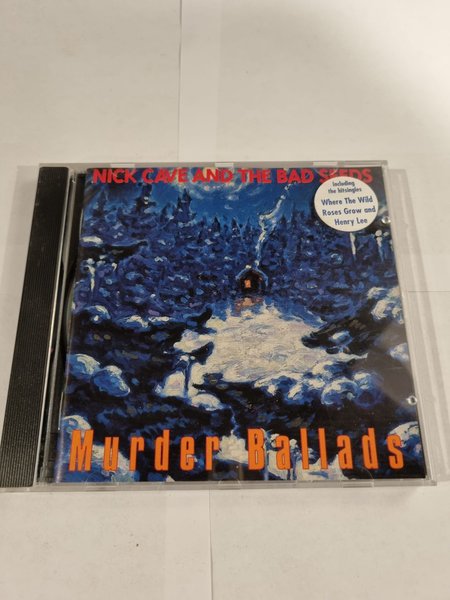 NICK CAVE AND THE BAD SEEDS
Including
the hitsingles
Where The Wild
Roses Grow and
Henry Lee
Murder Ballads